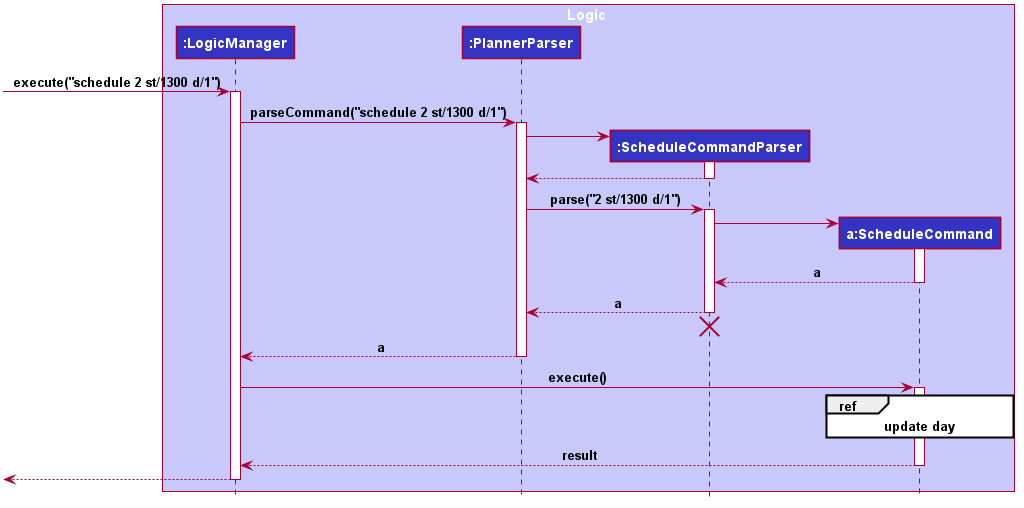 Logic
:LogicManager
:PlannerParser
execute("schedule 2 st/1300 d/1")
parseCommand("schedule 2 st/1300 d/1")
:ScheduleCommandParser
parse("2 st/1300 d/1")
a:ScheduleCommand
a
a
a
execute()
ref
update day
result